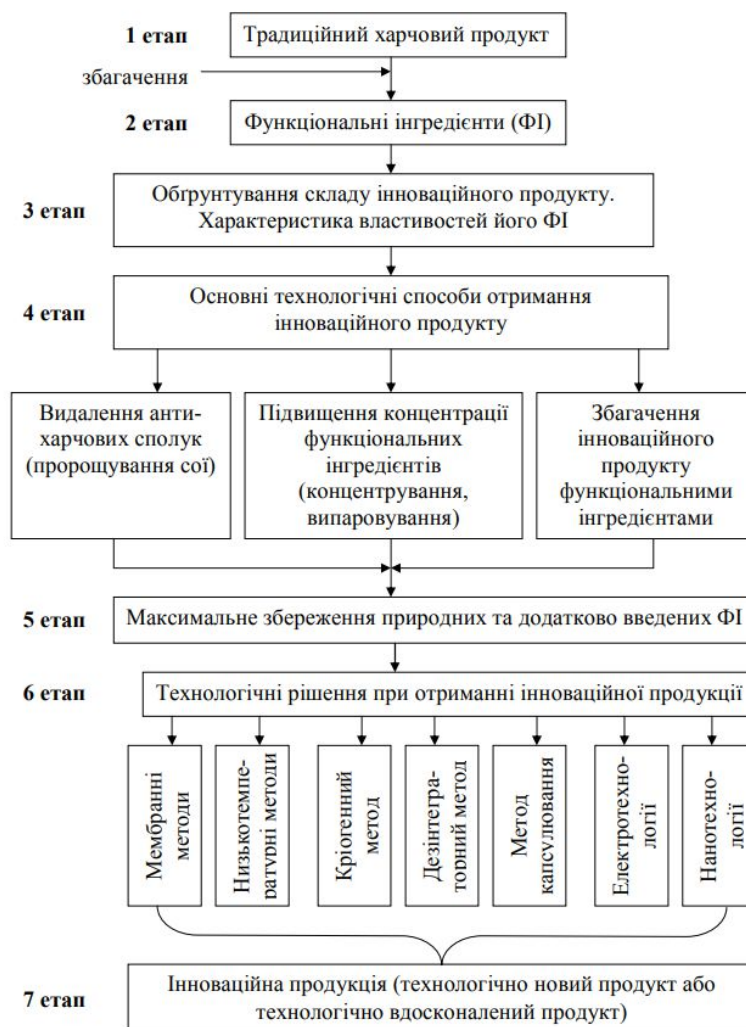 1 етап
Традиційний харчовий продукт
збагачення
2 етап
Функціональні інгредієнти (ФІ)
3 етап
Обґрунтування складу інноваційного продукту.
Характеристика властивостей його ФІ
4 етап
Основні технологічні способи отримання
інноваційного продукту
Видалення анти-
харчових сполук
(пророщування сої)
Підвищення концентрації
функціональних
інгредієнтів
(концентрування,
випаровування)
Збагачення
інноваційного
продукту
функціональними
інгредієнтами
5 етап
Максимальне збереження природних та додатково введених ФІ
6 етап
Технологічні рішення при отриманні інноваційної продукції
Мембранні
методи
Низькотемпе-
ратурні методи
Кріогенний
метод
Дезінтегра-
торний метод
Метод
капсулювання
Електротехно-
логії
Нанотехно-
логії
7 етап
Інноваційна продукція (технологічно новий продукт або
технологічно вдосконалений продукт)